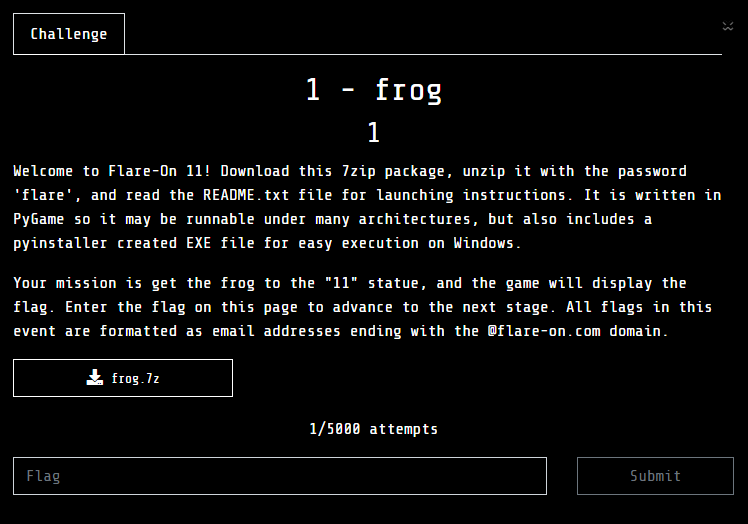 Challenge
1 - frog
1
Welcome to Flare-On 11! Download this 7zip package, unzip it with the password
'flare', and read the README.txt file for launching instructions. It is written in
PyGame so it may be runnable under many architectures, but also includes a
pyinstaller created EXE file for easy execution on Windows.
Your mission is get the frog to the "11" statue, and the game will display the
flag. Enter the flag on this page to advance to the next stage. All flags in this
event are formatted as email addresses ending with the @flare-on.com domain.
frog.7z
1/5000 attempts
Flag
Submit